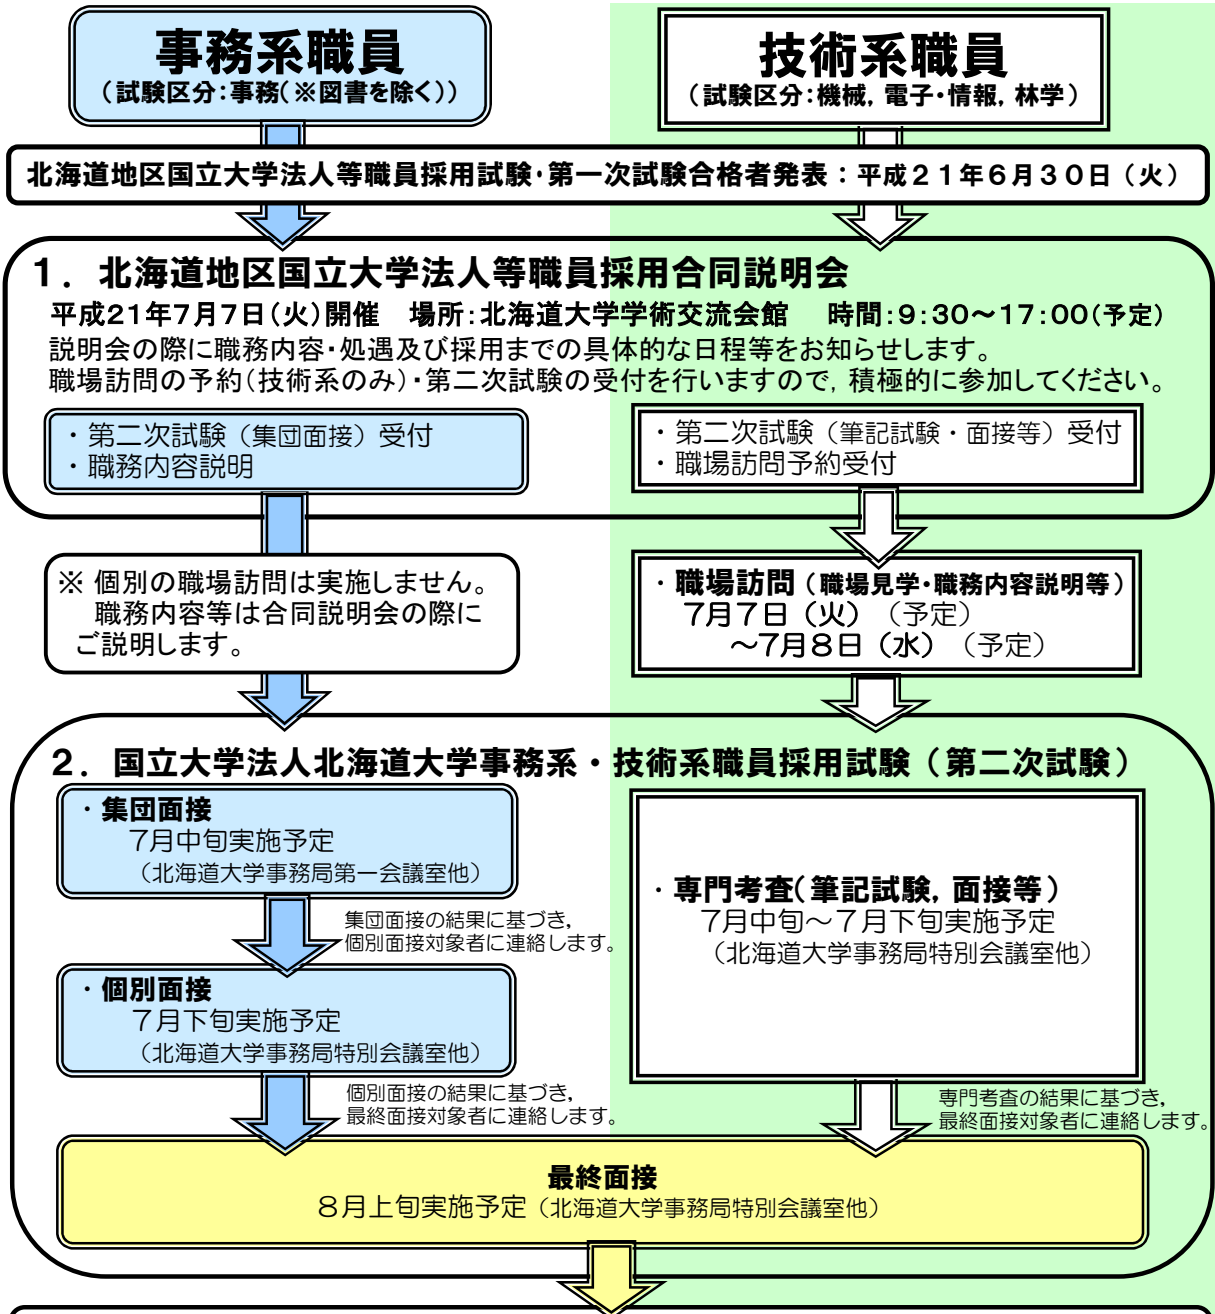 事務系職員
（試験区分：事務（※図書を除く））
技術系職員
（試験区分：機械，電子・情報，林学）
北海道地区国立大学法人等職員採用試験・第一次試験合格者発表：平成２１年６月３０日（火）
１．北海道地区国立大学法人等職員採用合同説明会
平成21年7月7日（火）開催　場所：北海道大学学術交流会館　時間：9：30～17：00（予定）
説明会の際に職務内容・処遇及び採用までの具体的な日程等をお知らせします。
職場訪問の予約（技術系のみ）・第二次試験の受付を行いますので，積極的に参加してください。
・第二次試験（集団面接）受付
・職務内容説明
・第二次試験（筆記試験・面接等）受付
・職場訪問予約受付
※ 個別の職場訪問は実施しません。
職務内容等は合同説明会の際に
ご説明します。
・職場訪問（職場見学・職務内容説明等）
７月７日（火）（予定）
～７月８日（水）（予定）
２．国立大学法人北海道大学事務系・技術系職員採用試験（第二次試験）
・集団面接
７月中旬実施予定
（北海道大学事務局第一会議室他）
集団面接の結果に基づき，
個別面接対象者に連絡します。
・個別面接
７月下旬実施予定
（北海道大学事務局特別会議室他）
個別面接の結果に基づき，
最終面接対象者に連絡します。
・専門考査（筆記試験，面接等）
７月中旬～７月下旬実施予定
（北海道大学事務局特別会議室他）
専門考査の結果に基づき，
最終面接対象者に連絡します。
最終面接
８月上旬実施予定（北海道大学事務局特別会議室他）